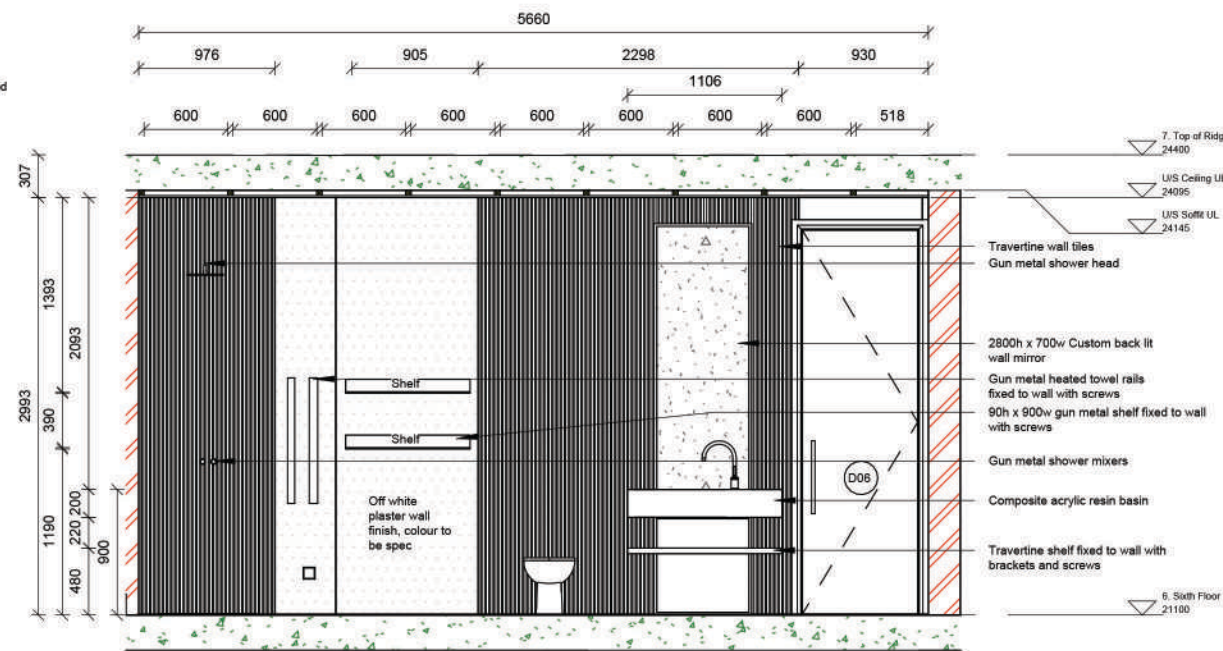 5660
976
905
2298
930
1106
600
600
600
600
600
600
600
600
518
d
307
2993
1393
390
1190
2093
200
220
480
900
7. Top of Ridg
24400
U/S Ceiling UL
24095
U/S Soffit UL
24145
Travertine wall tiles
Gun metal shower head
2800h x 700w Custom back lit
wall mirror
Gun metal heated towel rails
fixed to wall with screws
90h x 900w gun metal shelf fixed to wall
with screws
Gun metal shower mixers
Composite acrylic resin basin
Travertine shelf fixed to wall with
brackets and screws
6. Sixth Floor
21100
Shelf
Shelf
Off white
plaster wall
finish, colour to
be spec
D06